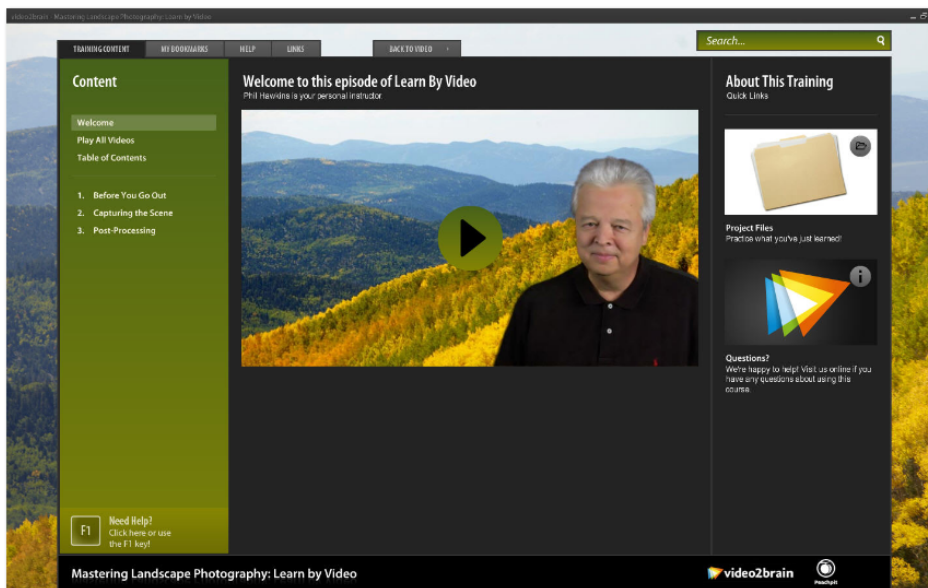 video2brain - Mastering Landscape Photography: Learn by Video
TRAINING CONTENT
MY BOOKMARKS
HELP
LINKS
BACK TO VIDEO
Search...
Content
Welcome
Play All Videos
Table of Contents
1. Before You Go Out
2. Capturing the Scene
3. Post-Processing
F1
Need Help?
Click here or use
the F1 key!
Welcome to this episode of Learn By Video
Phil Hawkins is your personal instructor
About This Training
Quick Links
Project Files
Practice what you've just learned!
i
Questions?
We're happy to help! Visit us online if you
have any questions about using this
course.
Mastering Landscape Photography: Learn by Video
video2brain
Peachpit